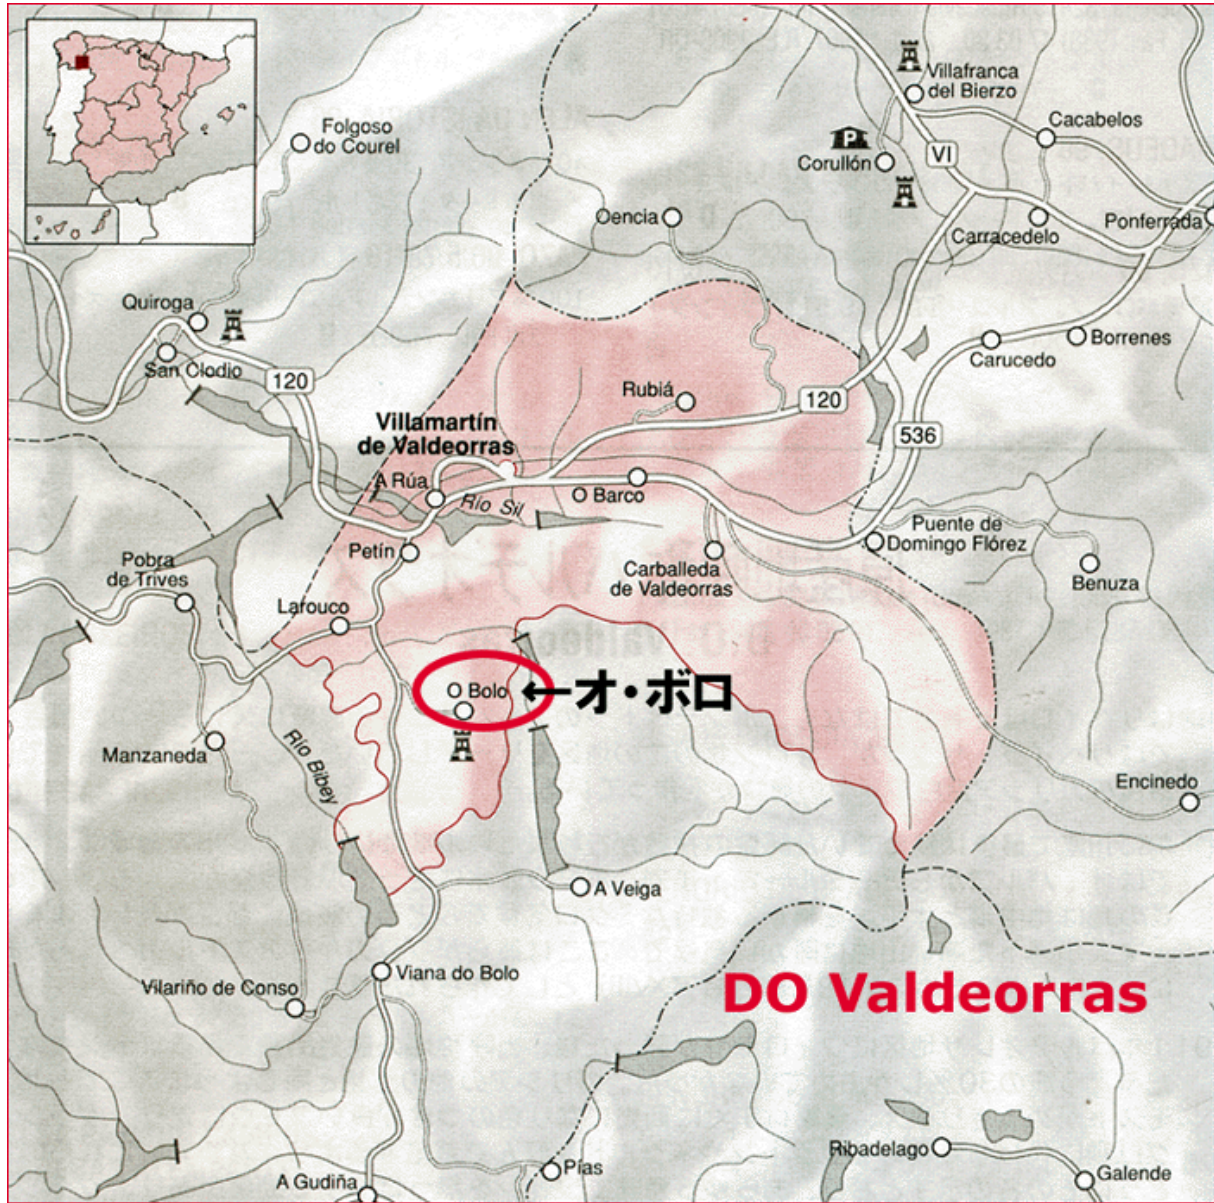 Villafranca
del Bierzo
Folgoso
do Courel
Cacabelos
P
VI
Corullón
Oencia
Ponferrada
Carracedelo
Quiroga
San Clodio
120
Borrenes
Carucedo
Rubiá
120
Villamartín
de Valdeorras
536
A Rúa
Río Sil
O Barco
Puente de
Domingo Flórez
Petín
Pobra
de Trives
Carballeda
de Valdeorras
Benuza
Larouco
O Bolo
←オ・ボロ
Manzaneda
Río Bibey
Encinedo
A Veiga
Viana do Bolo
Vilariño de Conso
DO Valdeorras
Ribadelago
Pías
Galende
A Gudiña